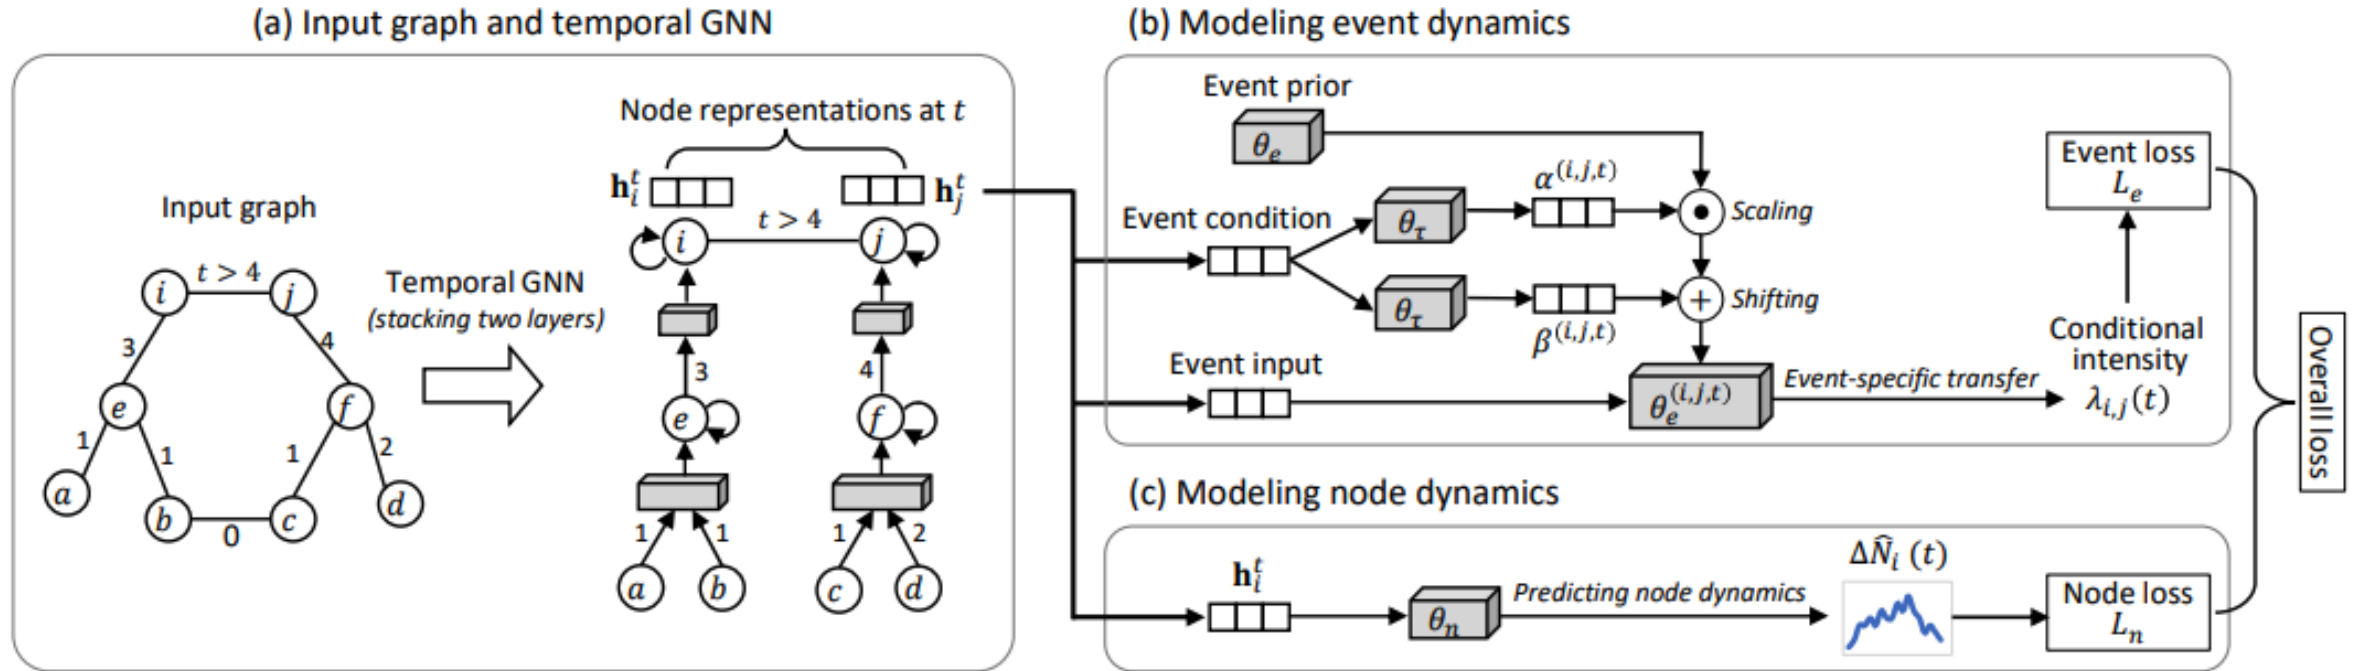 (a) Input graph and temporal GNN
Node representations at t
h_i^t
h_j^t
Input graph
t > 4
i
j
3
4
e
f
1
1
1
2
a
b
c
d
0
Temporal GNN
(stacking two layers)
t > 4
i
j
3
4
e
f
1
1
1
2
a
b
c
d
(b) Modeling event dynamics
Event prior
θ_e
Event condition
θ_τ
α^(i,j,t)
Scaling
θ_τ
β^(i,j,t)
+
Shifting
Event input
θ_e^(i,j,t)
Event-specific transfer
Conditional
intensity
λ_i,j(t)
Event loss
L_e
(c) Modeling node dynamics
h_i^t
θ_n
Predicting node dynamics
ΔN̂_i (t)
Node loss
L_n
Overall loss